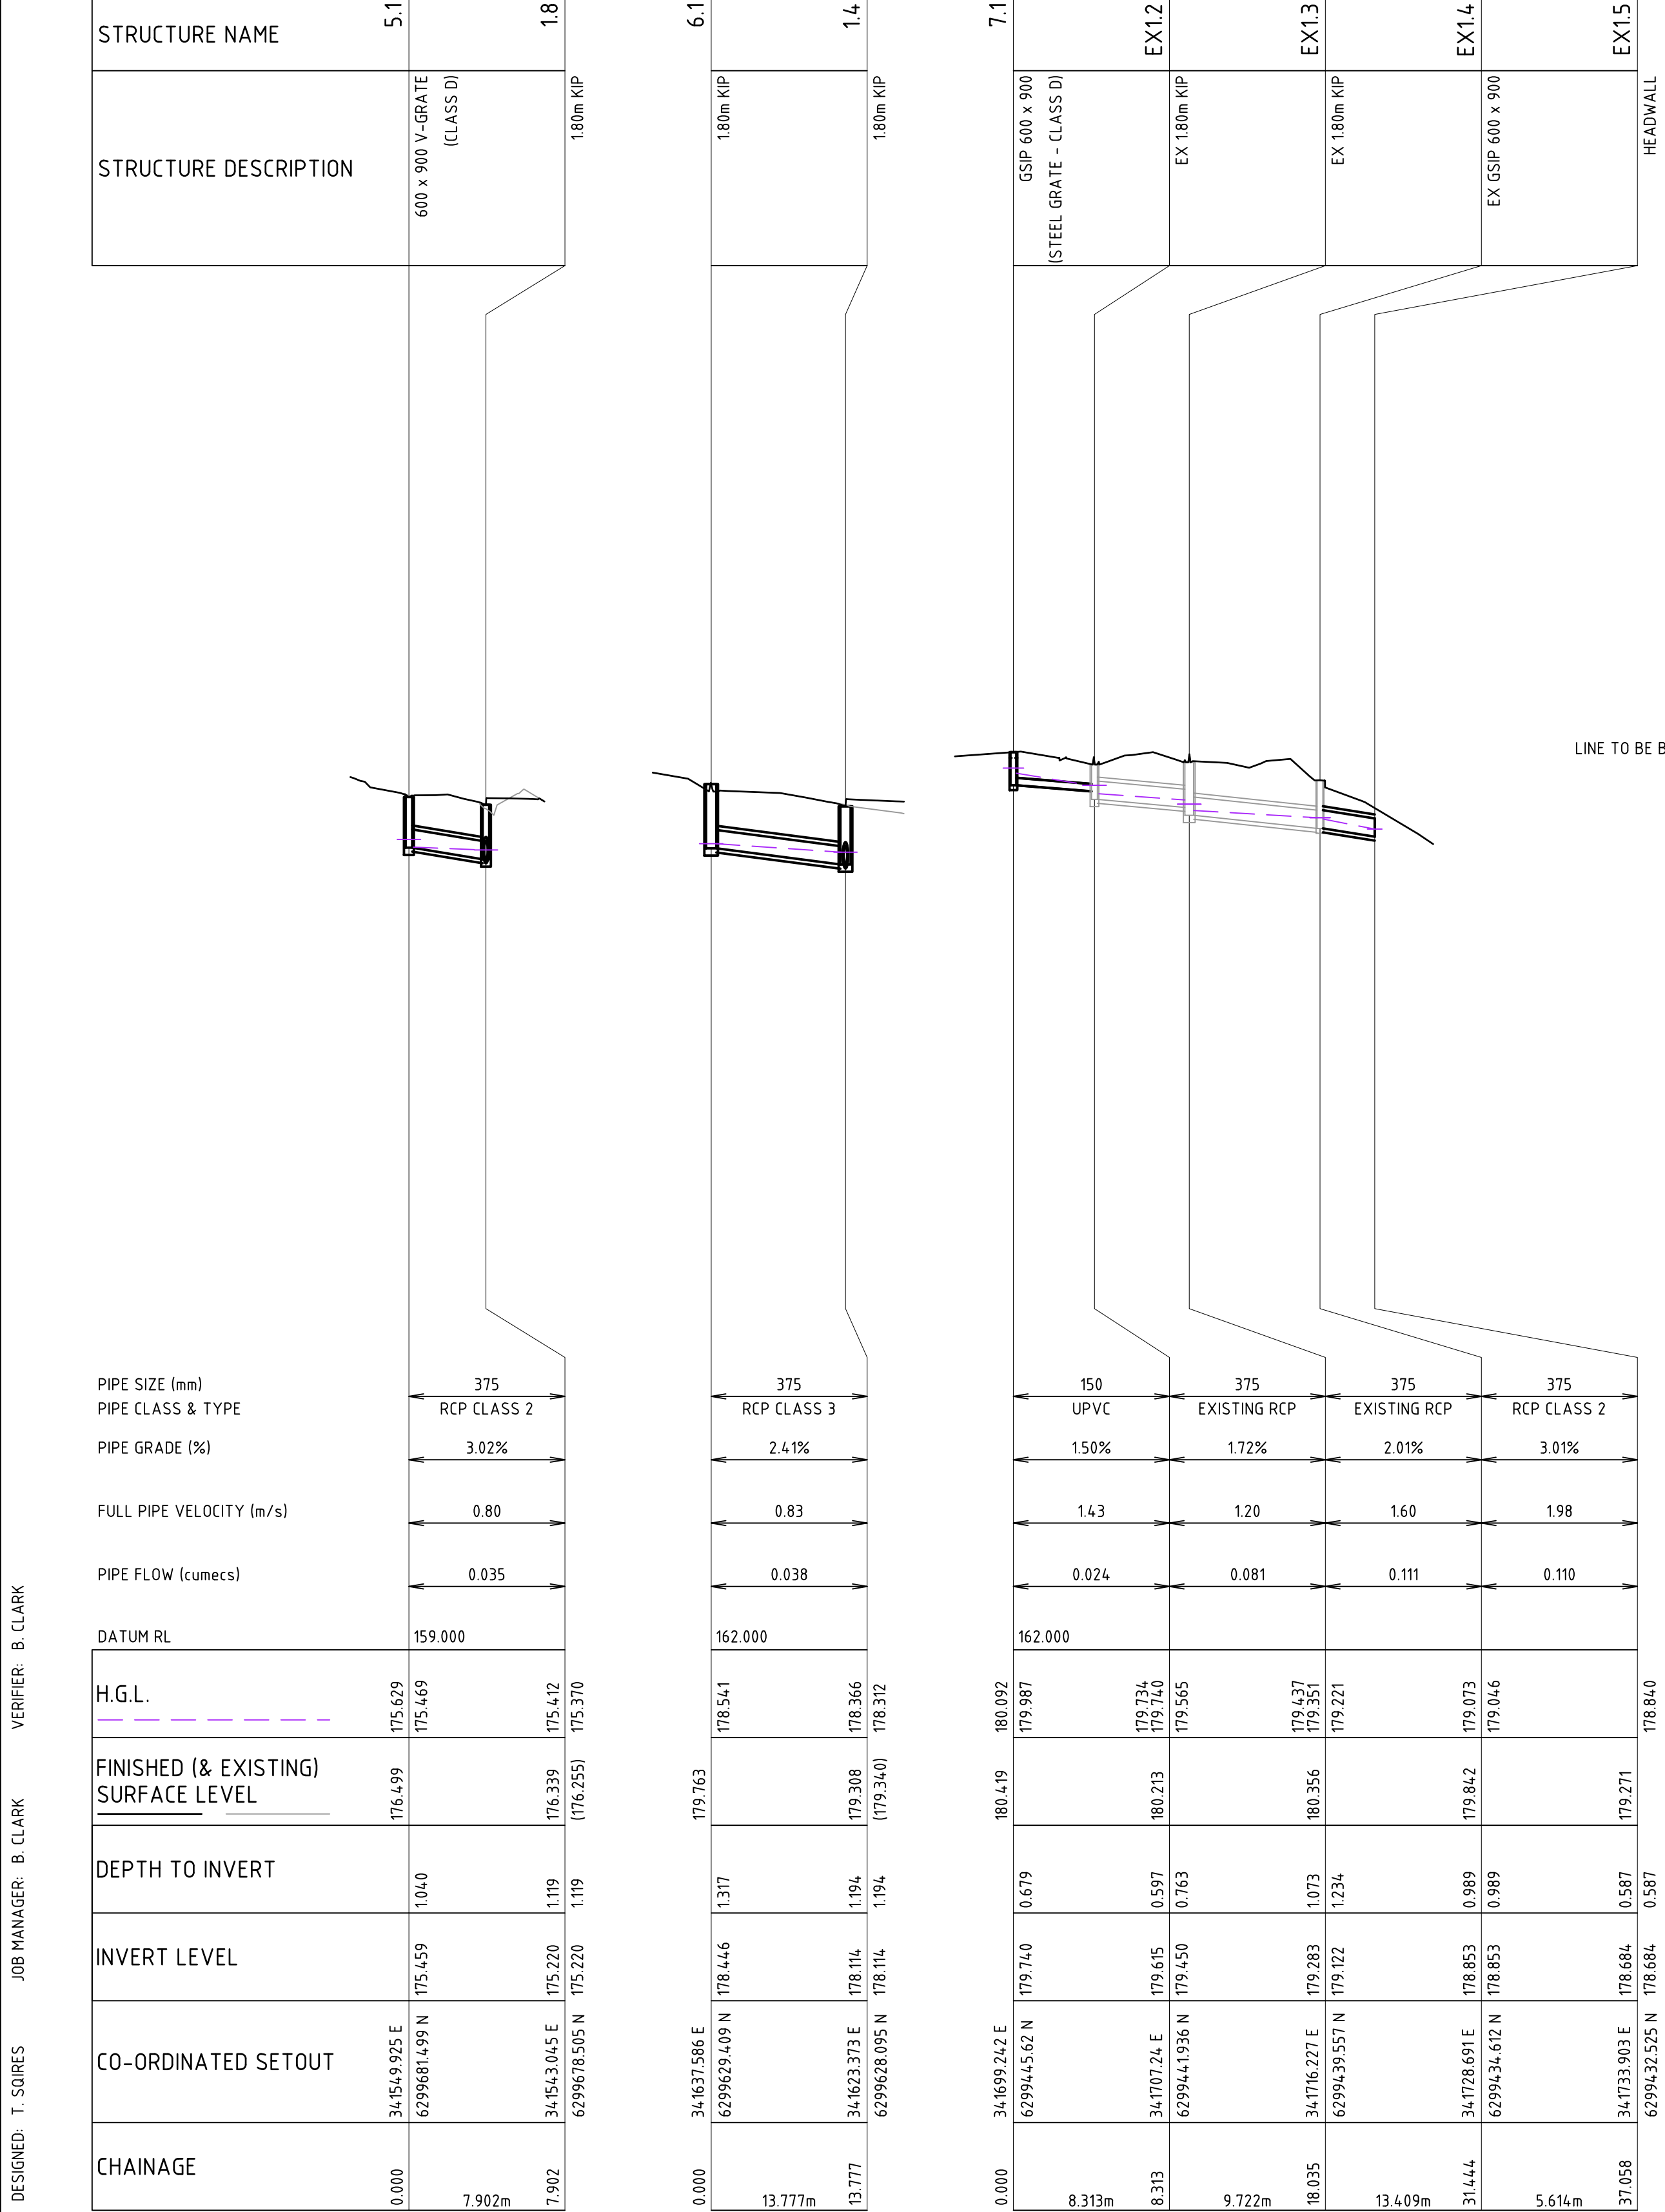 STRUCTURE NAME
5.1
1.8
6.1
1.4
7.1
EX1.2
EX1.3
EX1.4
EX1.5
STRUCTURE DESCRIPTION
600 x 900 V-GRATE
(CLASS D)
1.80m KIP
1.80m KIP
1.80m KIP
GSIP 600 x 900
(STEEL GRATE - CLASS D)
EX 1.80m KIP
EX 1.80m KIP
EX GSIP 600 x 900
HEADWALL
LINE TO BE B
PIPE SIZE (mm)
375
375
150
375
375
375
PIPE CLASS & TYPE
RCP CLASS 2
RCP CLASS 3
UPVC
EXISTING RCP
EXISTING RCP
RCP CLASS 2
PIPE GRADE (%)
3.02%
2.41%
1.50%
1.72%
2.01%
3.01%
FULL PIPE VELOCITY (m/s)
0.80
0.83
1.43
1.20
1.60
1.98
PIPE FLOW (cumecs)
0.035
0.038
0.024
0.081
0.111
0.110
DATUM RL
159.000
162.000
162.000
H.G.L.
175.629
175.469
175.412
175.370
178.541
178.366
178.312
180.092
179.987
179.734
179.740
179.565
179.437
179.351
179.221
179.073
179.046
178.840
FINISHED (& EXISTING)
SURFACE LEVEL
176.499
176.339
(176.255)
179.763
179.308
(179.340)
180.419
180.213
180.356
179.842
179.271
DEPTH TO INVERT
1.040
1.119
1.119
1.317
1.194
1.194
0.679
0.597
0.763
1.073
1.234
0.989
0.989
0.587
0.587
INVERT LEVEL
175.459
175.220
175.220
178.446
178.114
178.114
179.740
179.615
179.450
179.283
179.122
178.853
178.853
178.684
178.684
CO-ORDINATED SETOUT
341549.925 E
6299681.499 N
341543.045 E
6299678.505 N
341637.586 E
6299629.409 N
341623.373 E
6299628.095 N
341699.242 E
6299445.62 N
341707.24 E
6299441.936 N
341716.227 E
6299439.557 N
341728.691 E
6299434.612 N
341733.903 E
6299432.525 N
CHAINAGE
0.000
7.902m
7.902
0.000
13.777m
13.777
0.000
8.313m
8.313
9.722m
18.035
13.409m
31.444
5.614m
37.058
DESIGNED: T. SQIRES
JOB MANAGER: B. CLARK
VERIFIER: B. CLARK